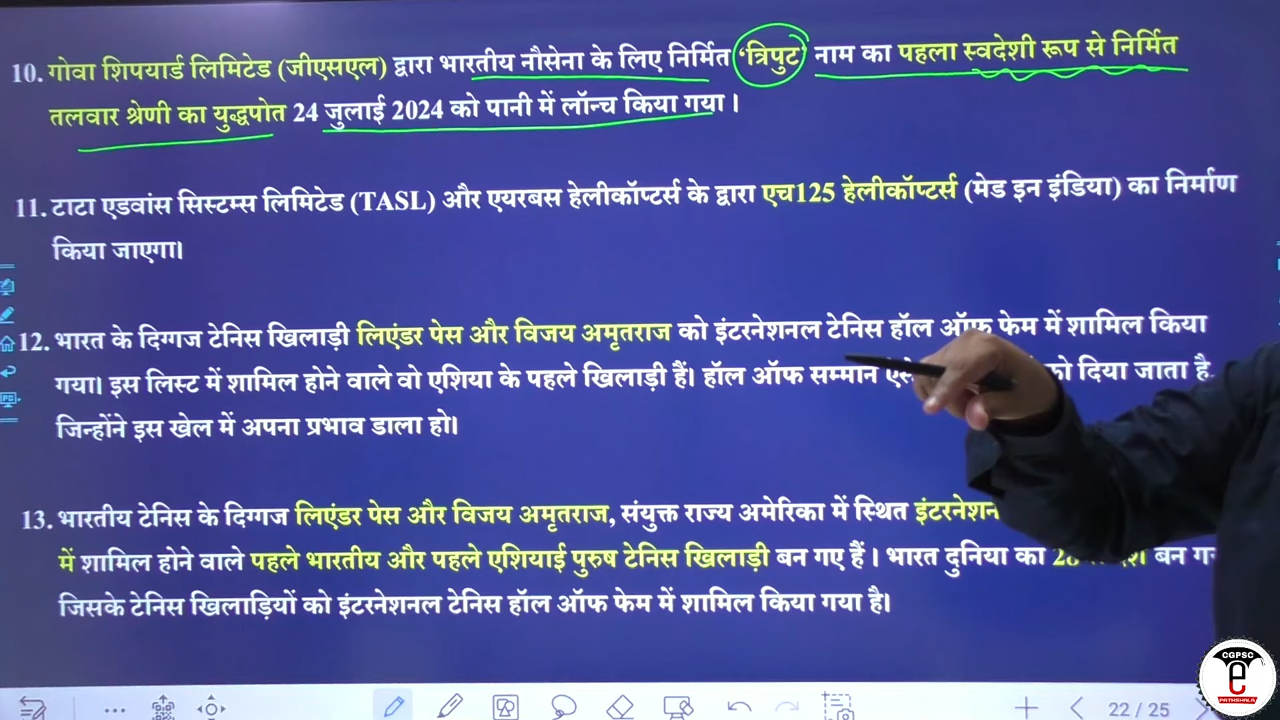 10. गोवा शिपयार्ड लिमिटेड (जीएसएल) द्वारा भारतीय नौसेना के लिए निर्मित 'त्रिपुट' नाम का पहला स्वदेशी रूप से निर्मित
तलवार श्रेणी का युद्धपोत 24 जुलाई 2024 को पानी में लॉन्च किया गया।
11. टाटा एडवांस सिस्टम्स लिमिटेड (TASL) और एयरबस हेलीकॉप्टर्स के द्वारा एच125 हेलीकॉप्टर्स (मेड इन इंडिया) का निर्माण
किया जाएगा।
12. भारत के दिग्गज टेनिस खिलाड़ी लिएंडर पेस और विजय अमृतराज को इंटरनेशनल टेनिस हॉल ऑफ फेम में शामिल किया
गया। इस लिस्ट में शामिल होने वाले वो एशिया के पहले खिलाड़ी हैं। हॉल ऑफ सम्मान को दिया जाता है
जिन्होंने इस खेल में अपना प्रभाव डाला हो।
13. भारतीय टेनिस के दिग्गज लिएंडर पेस और विजय अमृतराज, संयुक्त राज्य अमेरिका में स्थित
में शामिल होने वाले पहले भारतीय और पहले एशियाई पुरुष टेनिस खिलाड़ी बन गए हैं। भारत दुनिया का बन
जिसके टेनिस खिलाड़ियों को इंटरनेशनल टेनिस हॉल ऑफ फेम में शामिल किया गया है।
CGPSC
e
PATHSHALA
22 / 25